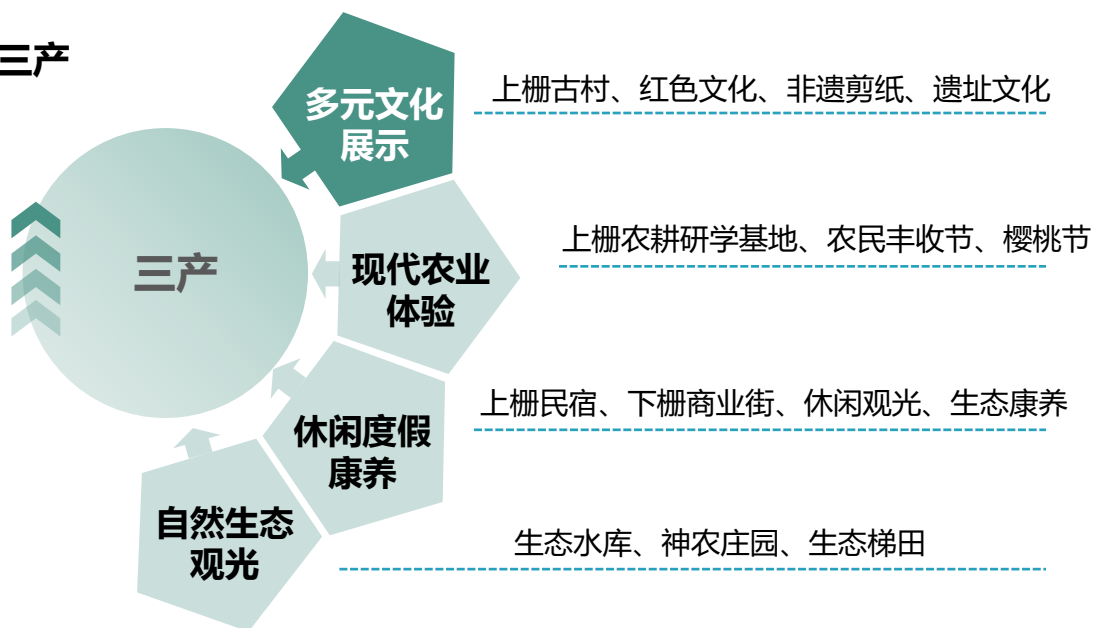 三产
多元文化
展示
上栅古村、红色文化、非遗剪纸、遗址文化
三产
现代农业
体验
上栅农耕研学基地、农民丰收节、樱桃节
休闲度假
康养
上栅民宿、下栅商业街、休闲观光、生态康养
自然生态
观光
生态水库、神农庄园、生态梯田